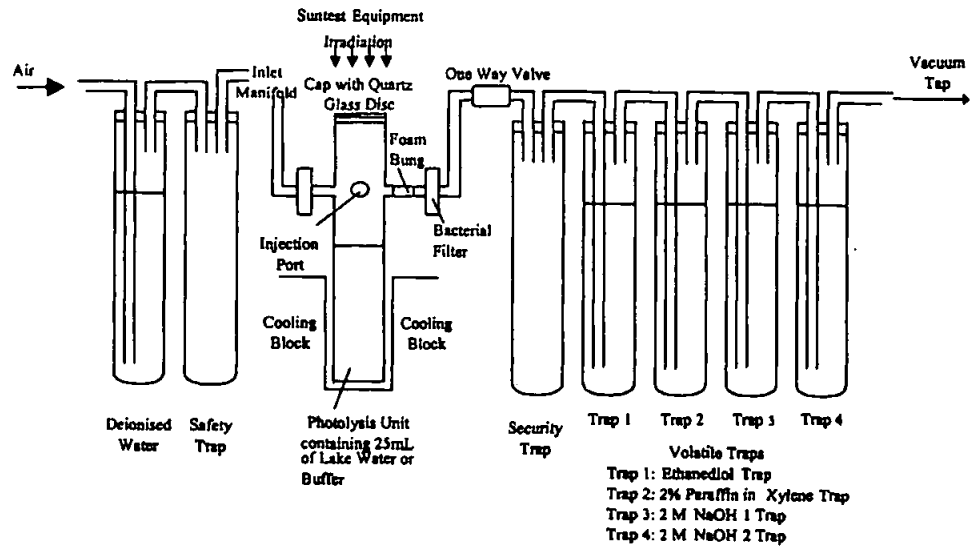 Suntest Equipment
Irradiation
Air
Inlet
Manifold
Cap with Quartz
Glass Disc
One Way Valve
Vacuum
Tap
Foam
Bung
Injection
Port
Bacterial
Filter
Cooling
Block
Cooling
Block
Deionised
Water
Safety
Trap
Photolysis Unit
containing 25mL
of Lake Water or
Buffer
Security
Trap
Trap 1
Trap 2
Trap 3
Trap 4
Volatile Traps
Trap 1: Ethanediol Trap
Trap 2: 2% Paraffin in Xylene Trap
Trap 3: 2 M NaOH 1 Trap
Trap 4: 2 M NaOH 2 Trap